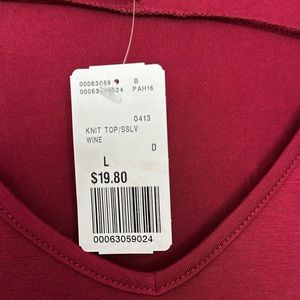 00063059 B
00063059024 PAH16
0413
KNIT TOP/SSLV
WINE
D
L
$19.80
00063059024